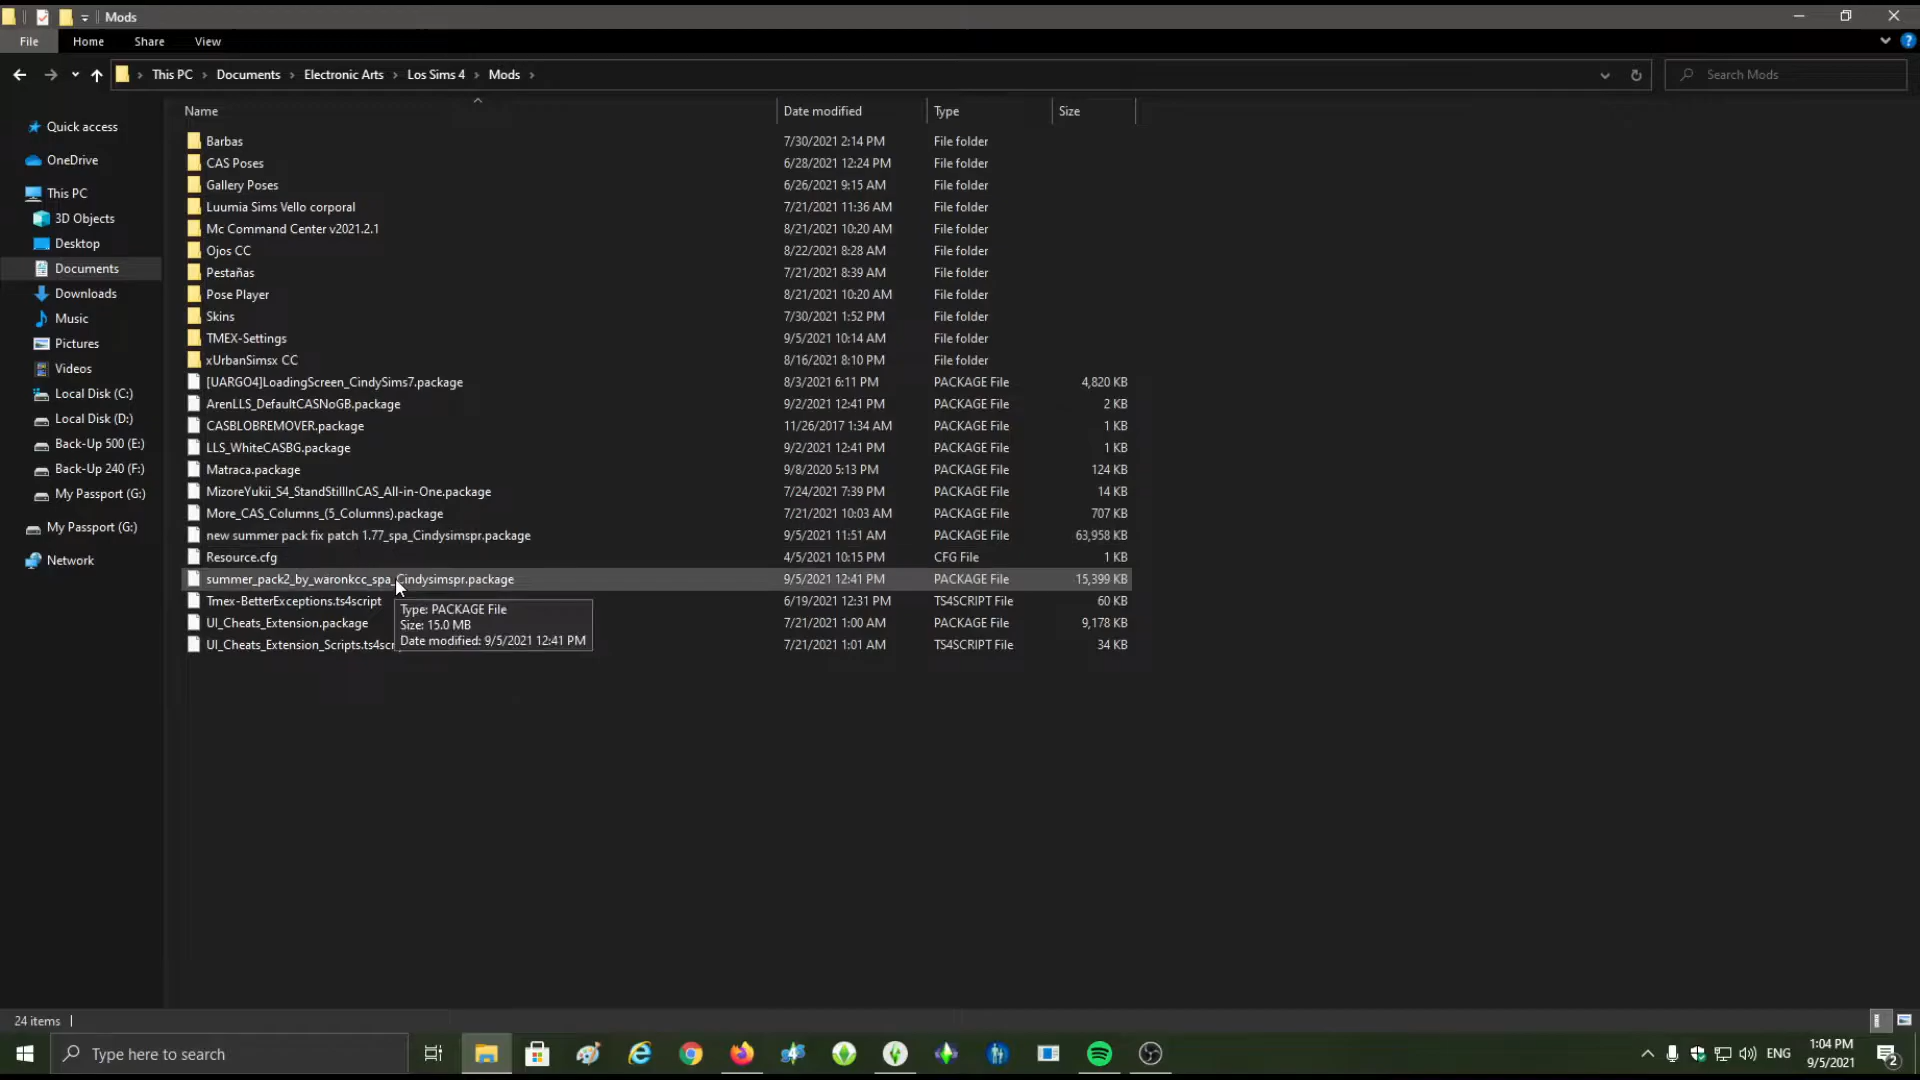 Mods
File Home Share View
This PC Documents Electronic Arts Los Sims 4 Mods
Search Mods
Name Date modified Type Size
Quick access
OneDrive
This PC
3D Objects
Desktop
Documents
Downloads
Music
Pictures
Videos
Local Disk (C:)
Local Disk (D:)
Back-Up 500 (E:)
Back-Up 240 (F:)
My Passport (G:)
My Passport (G:)
Network
Barbas 7/30/2021 2:14 PM File folder
CAS Poses 6/28/2021 12:24 PM File folder
Gallery Poses 6/26/2021 9:15 AM File folder
Luumia Sims Vello corporal 7/21/2021 11:36 AM File folder
Mc Command Center v2021.2.1 8/21/2021 10:20 AM File folder
Ojos CC 8/22/2021 8:28 AM File folder
Pestañas 7/21/2021 8:39 AM File folder
Pose Player 8/21/2021 10:20 AM File folder
Skins 7/30/2021 1:52 PM File folder
TMEX-Settings 9/5/2021 10:14 AM File folder
xUrbanSimsx CC 8/16/2021 8:10 PM File folder
[UARGO4]LoadingScreen_CindySims7.package 8/3/2021 6:11 PM PACKAGE File 4,820 KB
ArenLLS_DefaultCASNoGB.package 9/2/2021 12:41 PM PACKAGE File 2 KB
CASBLOBREMOVER.package 11/26/2017 1:34 AM PACKAGE File 1 KB
LLS_WhiteCASBG.package 9/2/2021 12:41 PM PACKAGE File 1 KB
Matraca.package 9/8/2020 5:13 PM PACKAGE File 124 KB
MizoreYukii_S4_StandStillInCAS_All-in-One.package 7/24/2021 7:39 PM PACKAGE File 14 KB
More_CAS_Columns_(5_Columns).package 7/21/2021 10:03 AM PACKAGE File 707 KB
new summer pack fix patch 1.77_spa_Cindysimspr.package 9/5/2021 11:51 AM PACKAGE File 63,958 KB
Resource.cfg 4/5/2021 10:15 PM CFG File 1 KB
summer_pack2_by_waronkcc_spa_Cindysimspr.package 9/5/2021 12:41 PM PACKAGE File 15,399 KB
Tmex-BetterExceptions.ts4script 6/19/2021 12:31 PM TS4SCRIPT File 60 KB
UI_Cheats_Extension.package 7/21/2021 1:00 AM PACKAGE File 9,178 KB
UI_Cheats_Extension_Scripts.ts4scr 7/21/2021 1:01 AM TS4SCRIPT File 34 KB
Type: PACKAGE File
Size: 15.0 MB
Date modified: 9/5/2021 12:41 PM
24 items
Type here to search
ENG
1:04 PM
9/5/2021
2